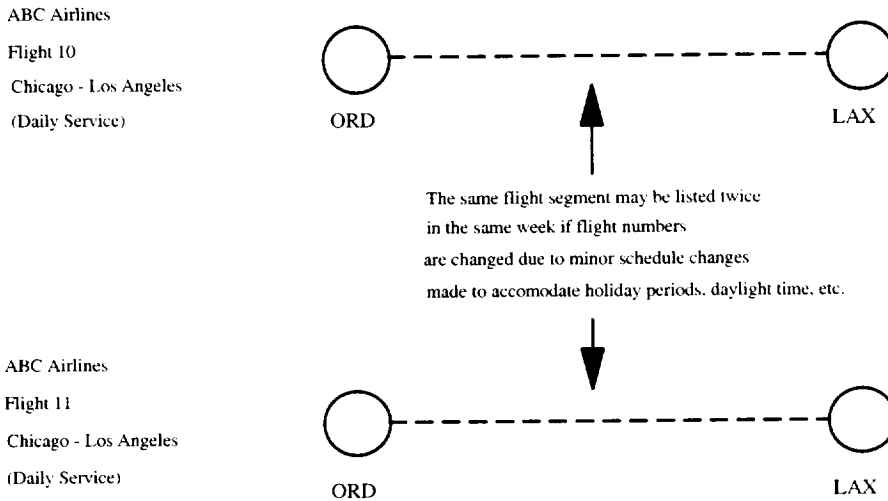 ABC Airlines
Flight 10
Chicago - Los Angeles
(Daily Service)
ORD
LAX
The same flight segment may be listed twice
in the same week if flight numbers
are changed due to minor schedule changes
made to accomodate holiday periods, daylight time, etc.
ABC Airlines
Flight 11
Chicago - Los Angeles
(Daily Service)
ORD
LAX